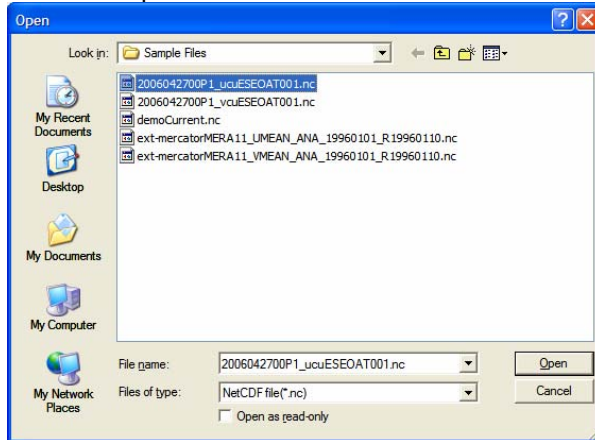 Open
Look in: Sample Files
2006042700P1_ucuESEOAT001.nc
2006042700P1_vcuESEOAT001.nc
demoCurrent.nc
ext-mercatorMERA11_UMEAN_ANA_19960101_R19960110.nc
ext-mercatorMERA11_VMEAN_ANA_19960101_R19960110.nc
My Recent
Documents
Desktop
My Documents
My Computer
My Network
Places
File name: 2006042700P1_ucuESEOAT001.nc Open
Files of type: NetCDF file(*.nc) Cancel
Open as read-only